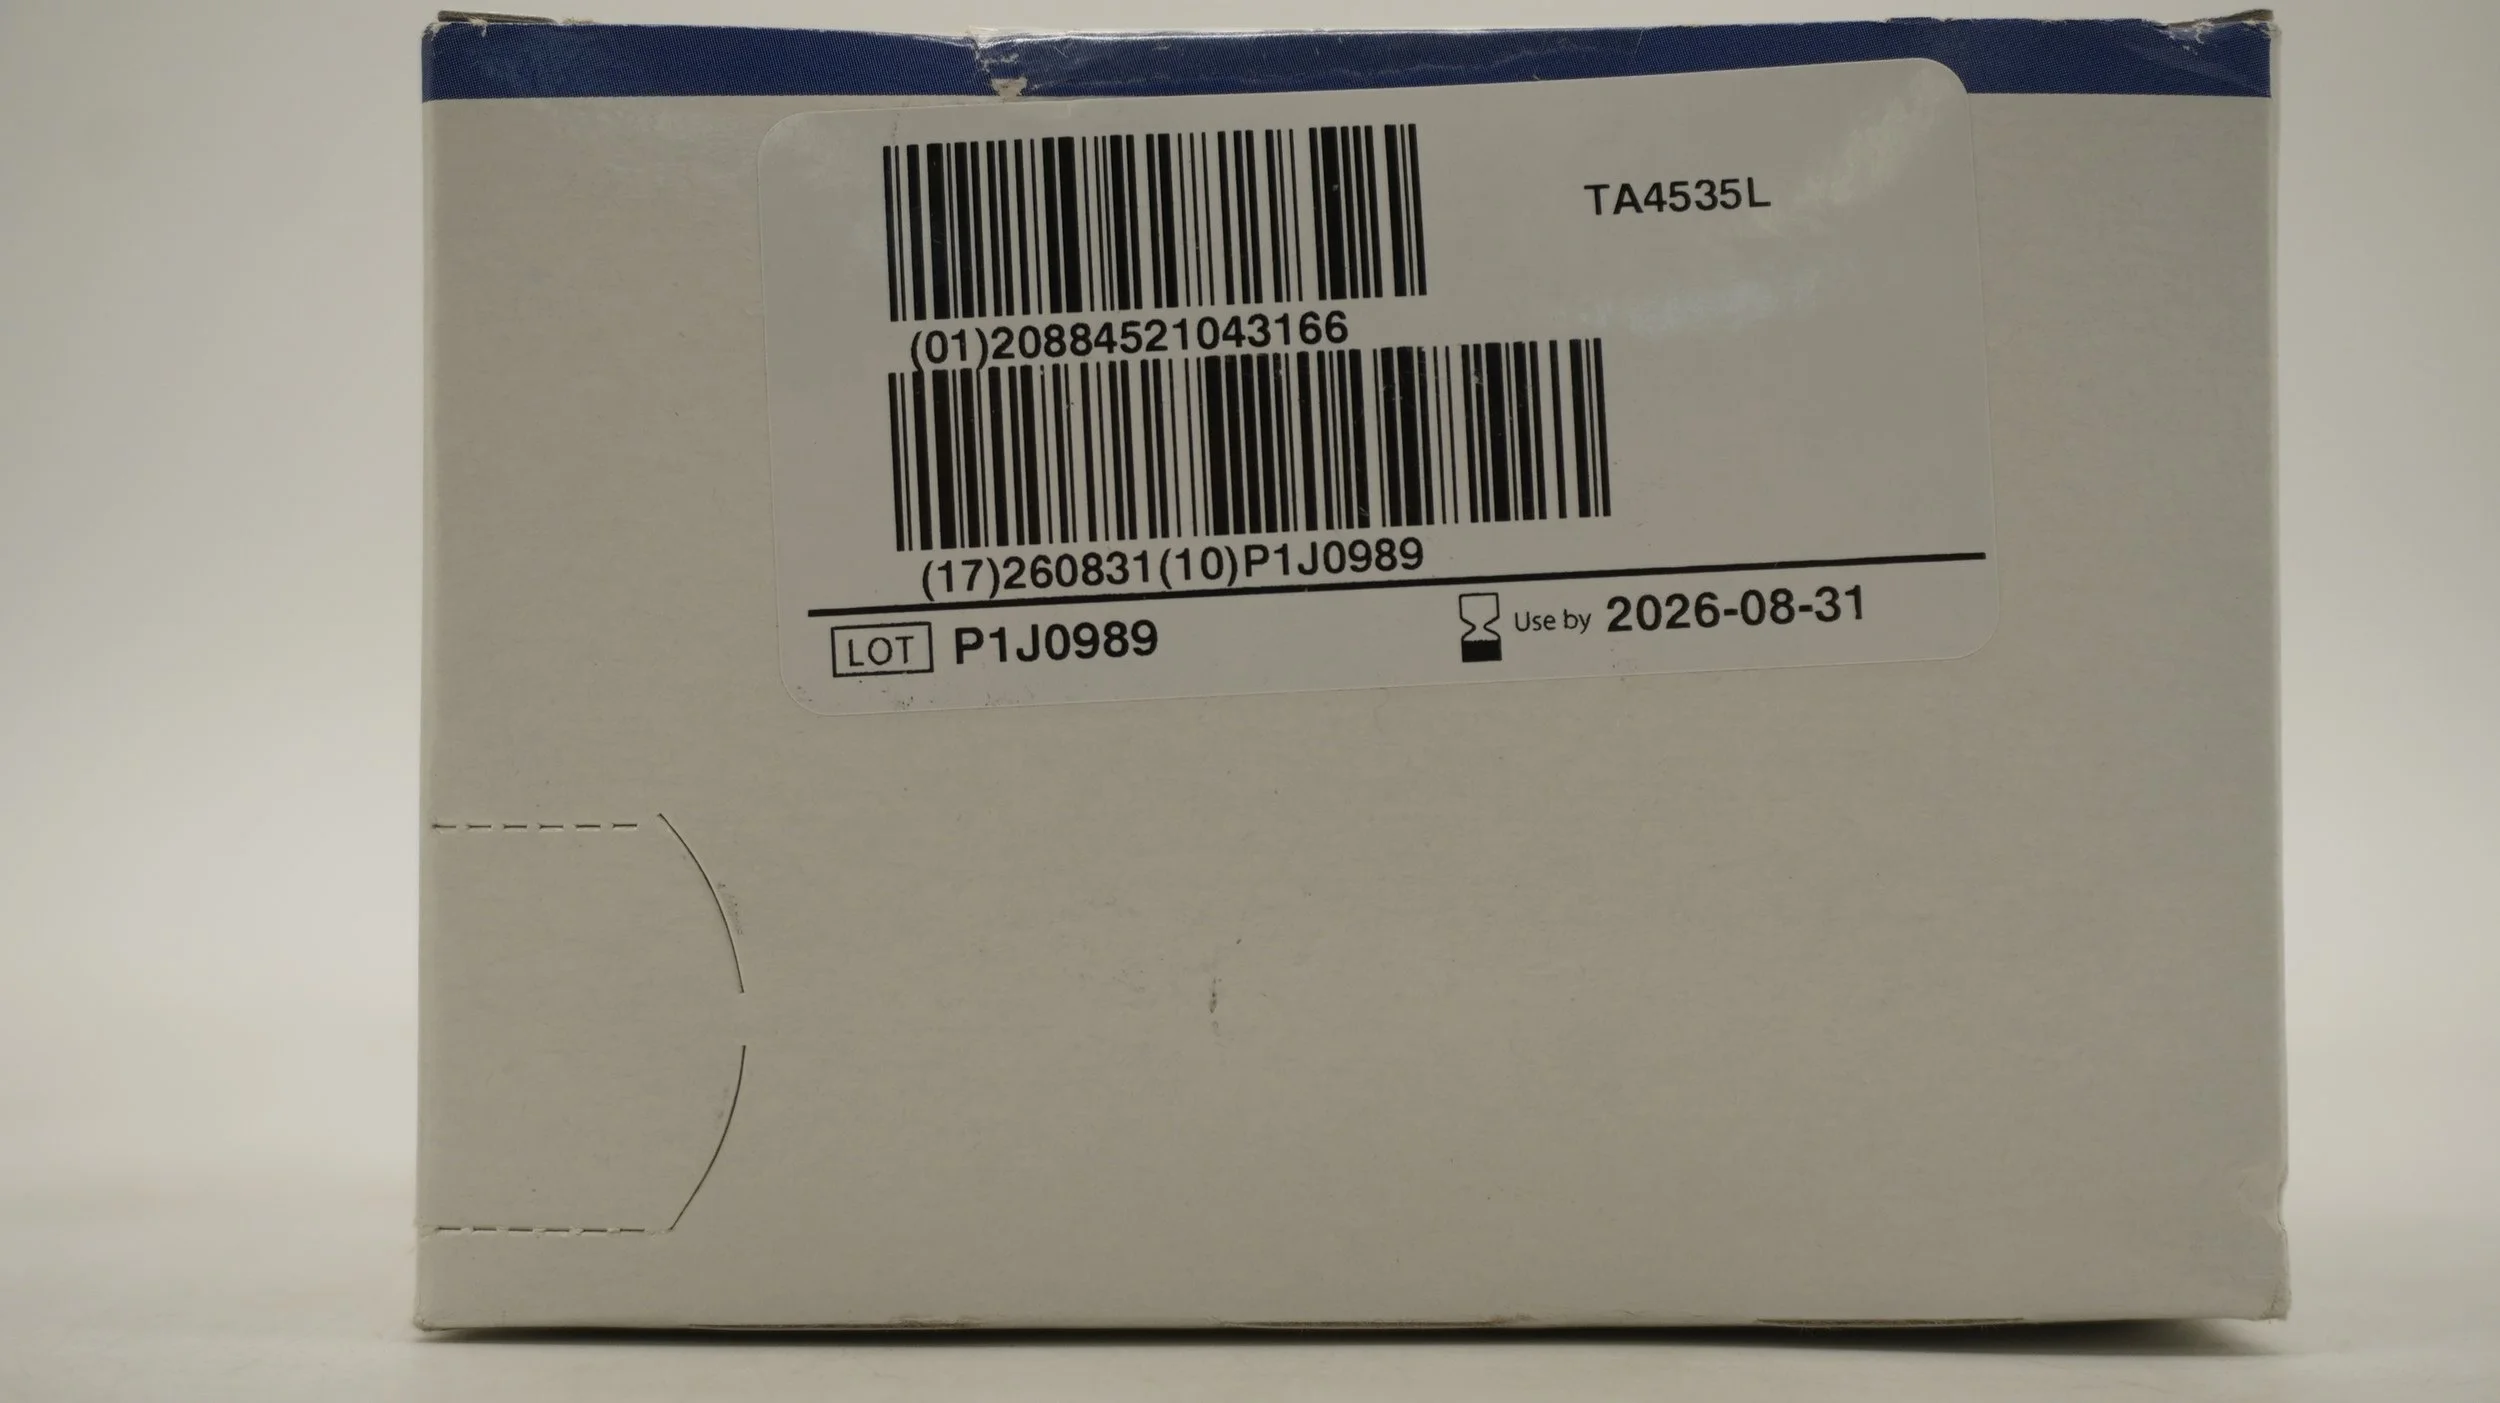 TA4535L
(01)20884521043166
(17)260831(10)P1J0989
LOT P1J0989
Use by 2026-08-31